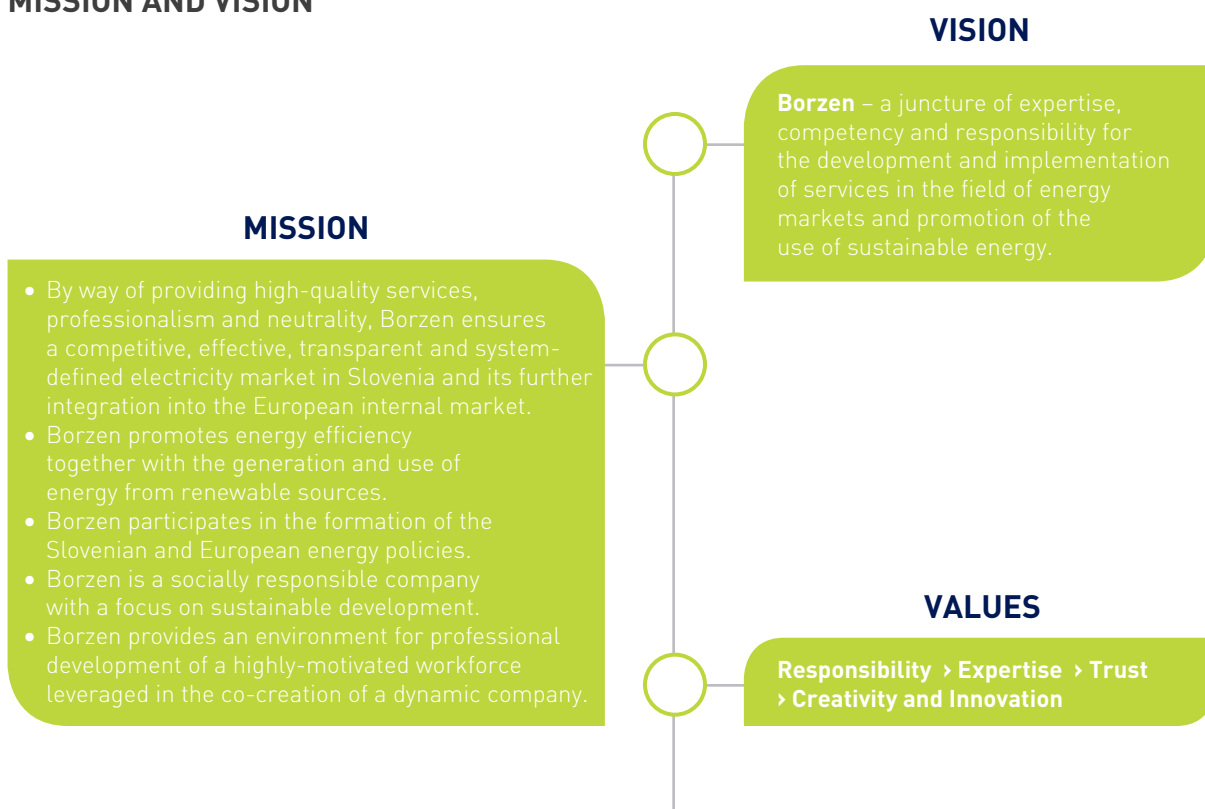 MISSION AND VISION
VISION
Borzen – a juncture of expertise,
competency and responsibility for
the development and implementation
of services in the field of energy
markets and promotion of the
use of sustainable energy.
MISSION
• By way of providing high-quality services,
professionalism and neutrality, Borzen ensures
a competitive, effective, transparent and system-
defined electricity market in Slovenia and its further
integration into the European internal market.
• Borzen promotes energy efficiency
together with the generation and use of
energy from renewable sources.
• Borzen participates in the formation of the
Slovenian and European energy policies.
• Borzen is a socially responsible company
with a focus on sustainable development.
• Borzen provides an environment for professional
development of a highly-motivated workforce
leveraged in the co-creation of a dynamic company.
VALUES
Responsibility › Expertise › Trust
› Creativity and Innovation